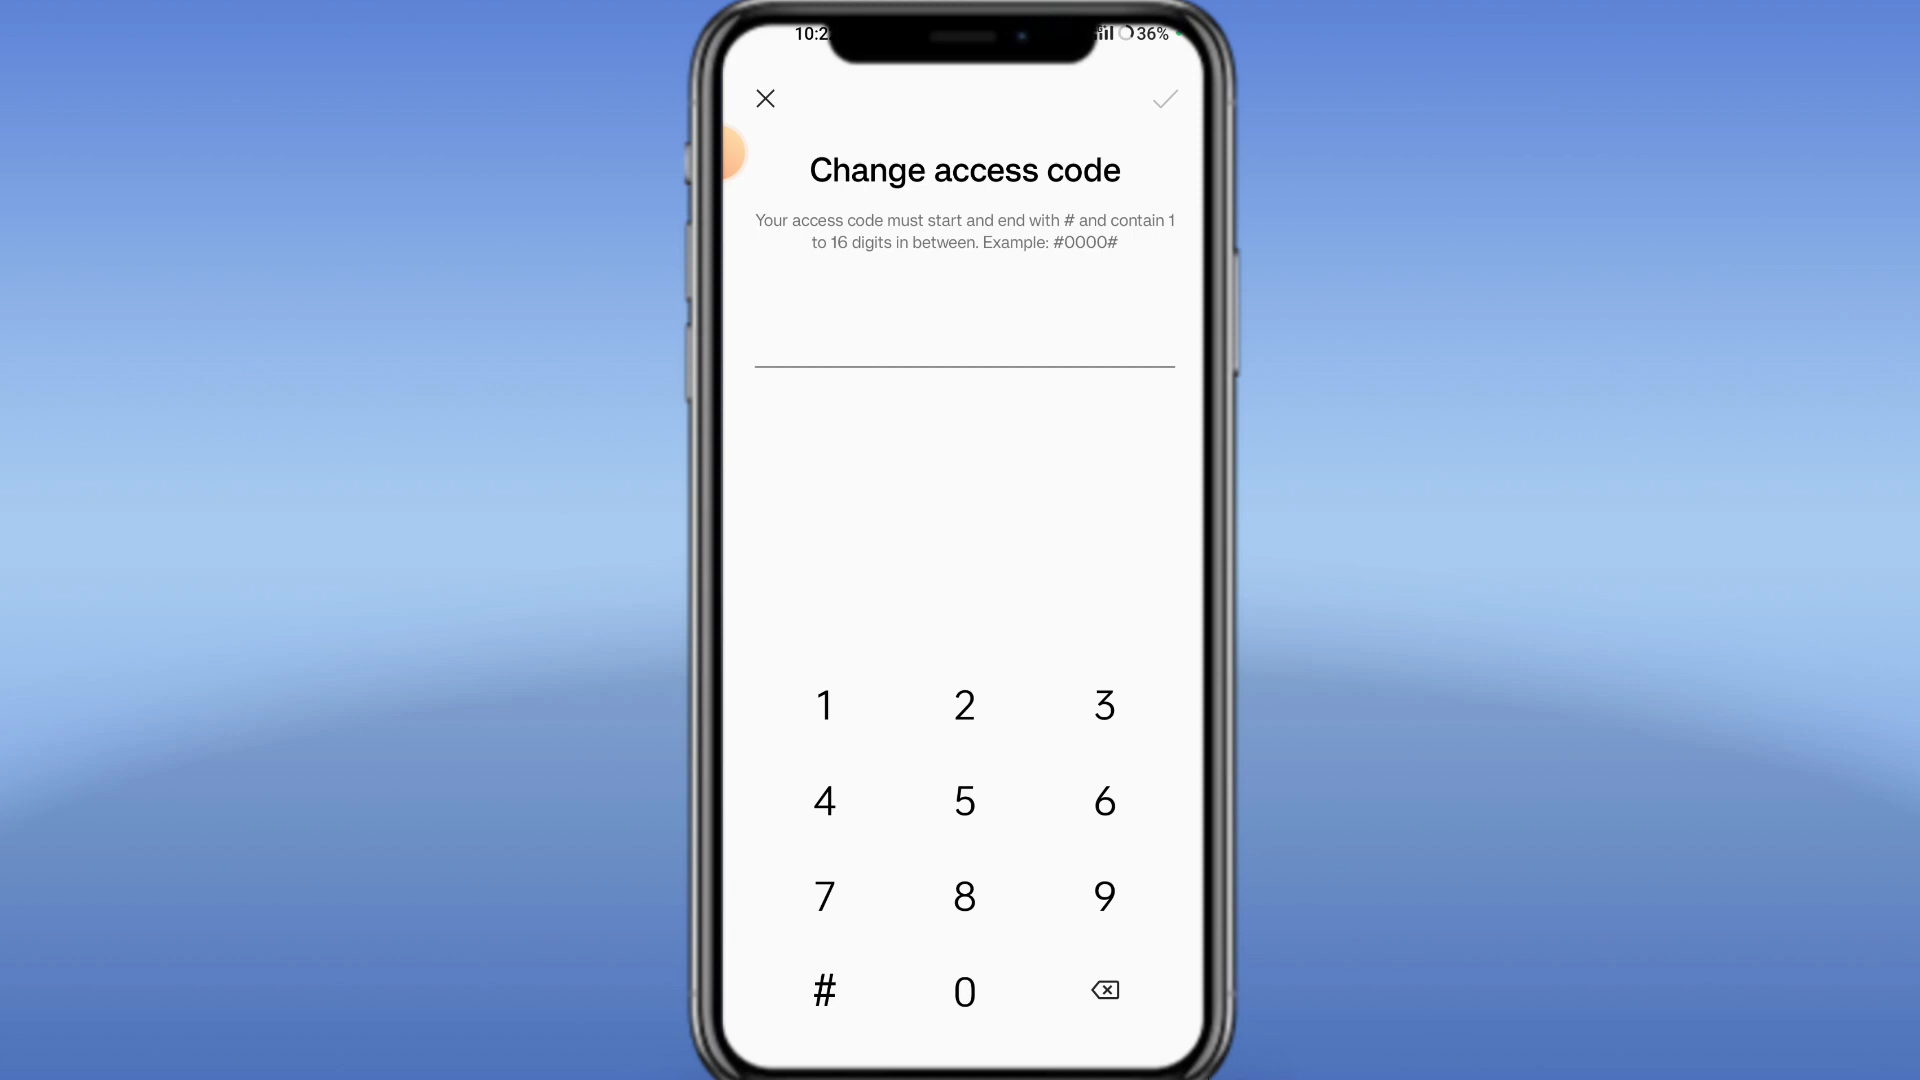 10:2
36%
Change access code
Your access code must start and end with # and contain 1
to 16 digits in between. Example: #0000#
1 2 3
4 5 6
7 8 9
# 0